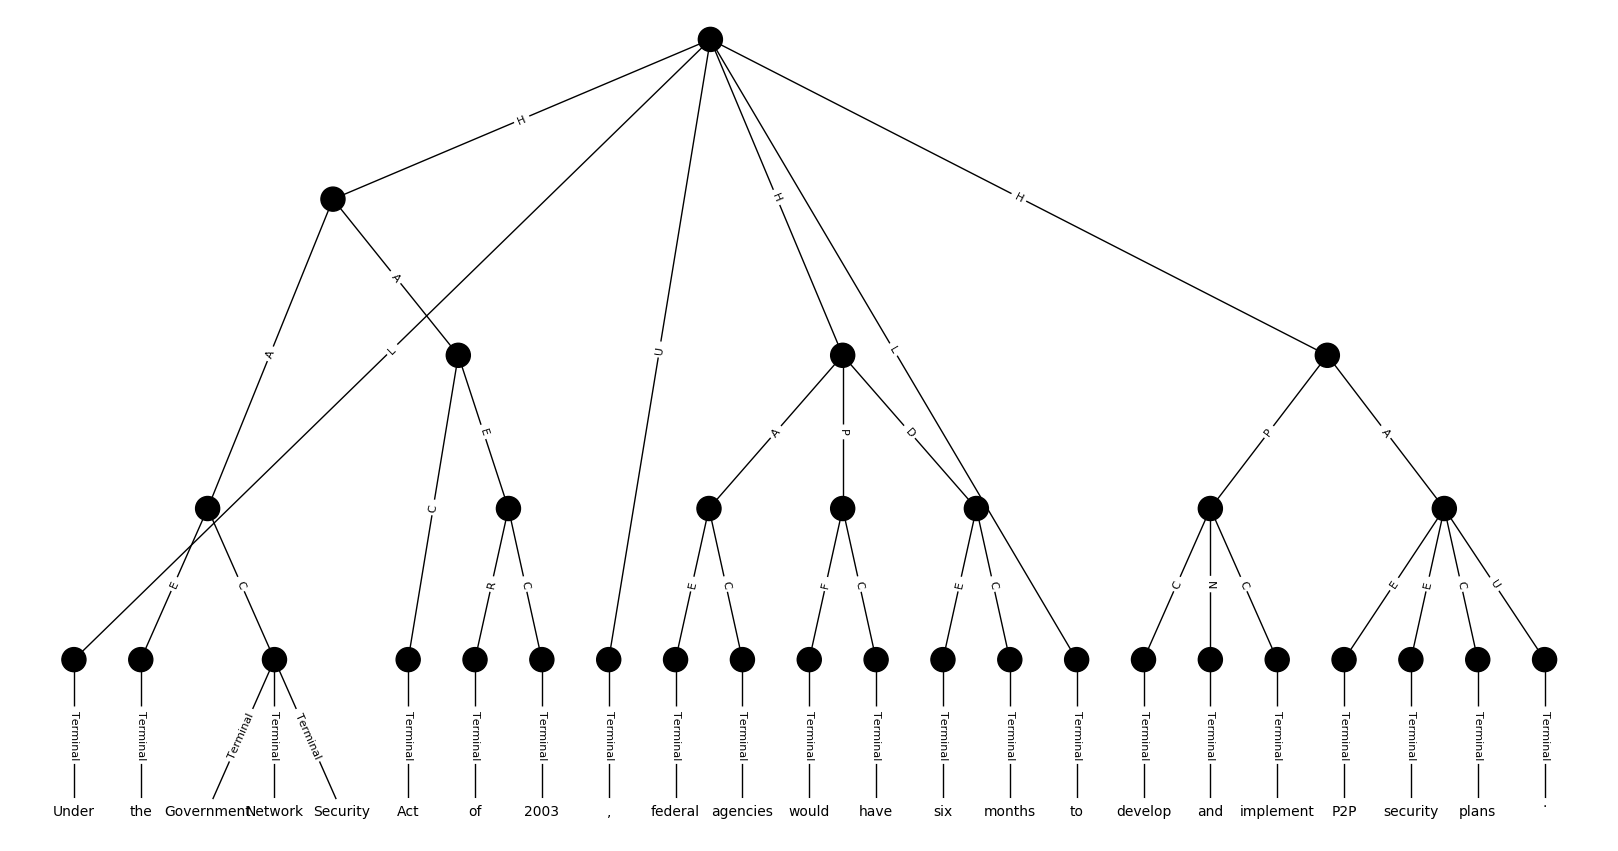 H
H
H
A
A
L
U
L
A
P
D
P
A
C
E
E
C
R
C
E
C
F
C
E
C
C
N
C
E
E
C
U
Terminal Terminal Terminal Terminal Terminal Terminal Terminal Terminal Terminal Terminal Terminal Terminal Terminal Terminal Terminal Terminal Terminal Terminal Terminal Terminal Terminal Terminal Terminal
Under the Government Network Security Act of 2003 , federal agencies would have six months to develop and implement P2P security plans .